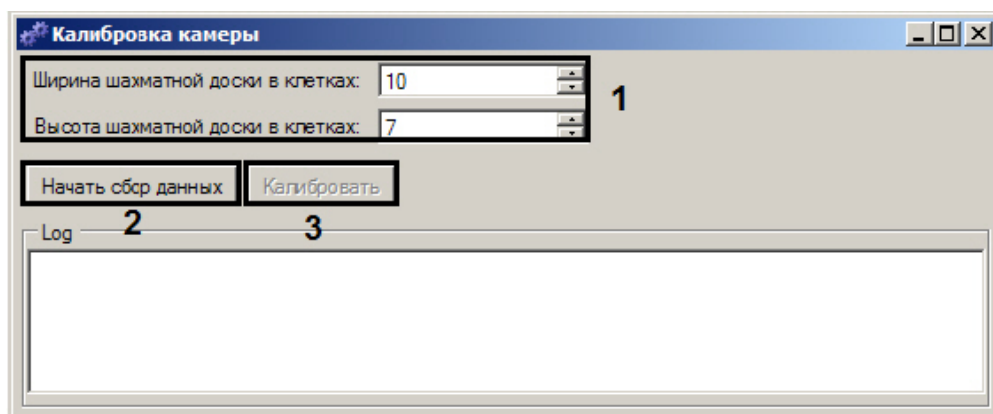 Калибровка камеры
Ширина шахматной доски в клетках: 10
1
Высота шахматной доски в клетках: 7
Начать сбор данных Калибровать
2 3
Log